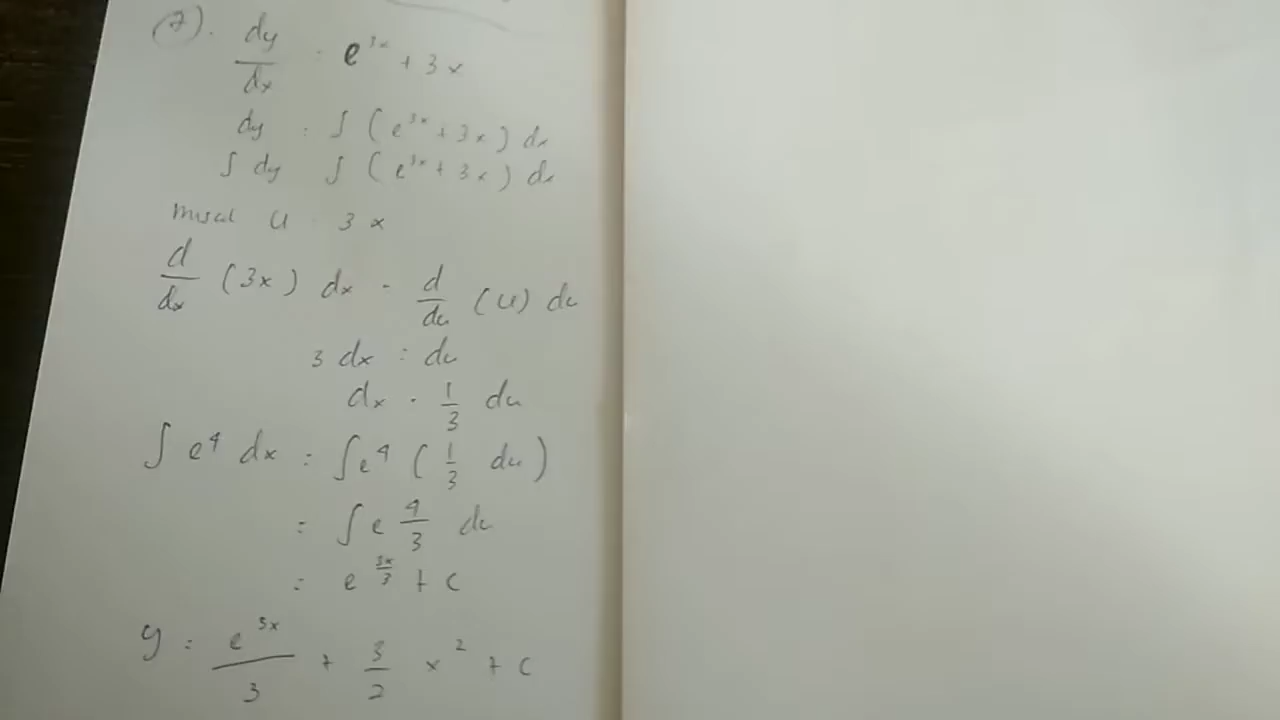 7). dy/dx = e^{3x} + 3x
dy = ∫ (e^{3x} + 3x) dx
∫ dy ∫ (e^{3x} + 3x) dx
misal u = 3x
d/dx (3x) dx = d/du (u) du
3 dx = du
dx = 1/3 du
∫ e^u dx = ∫ e^u (1/3 du)
= ∫ e u/3 du
= e^{3x/3} + c
y = e^{3x}/3 + 3/2 x^2 + c